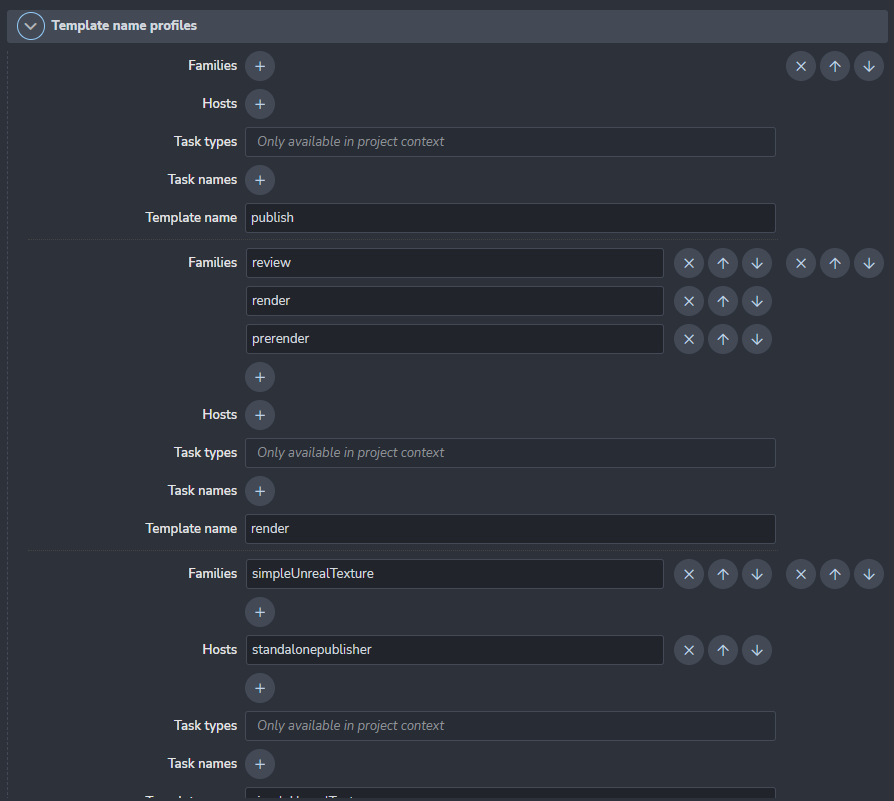 Template name profiles
Families
Hosts
Task types Only available in project context
Task names
Template name publish
Families review
render
prerender
Hosts
Task types Only available in project context
Task names
Template name render
Families simpleUnrealTexture
Hosts standalonepublisher
Task types Only available in project context
Task names